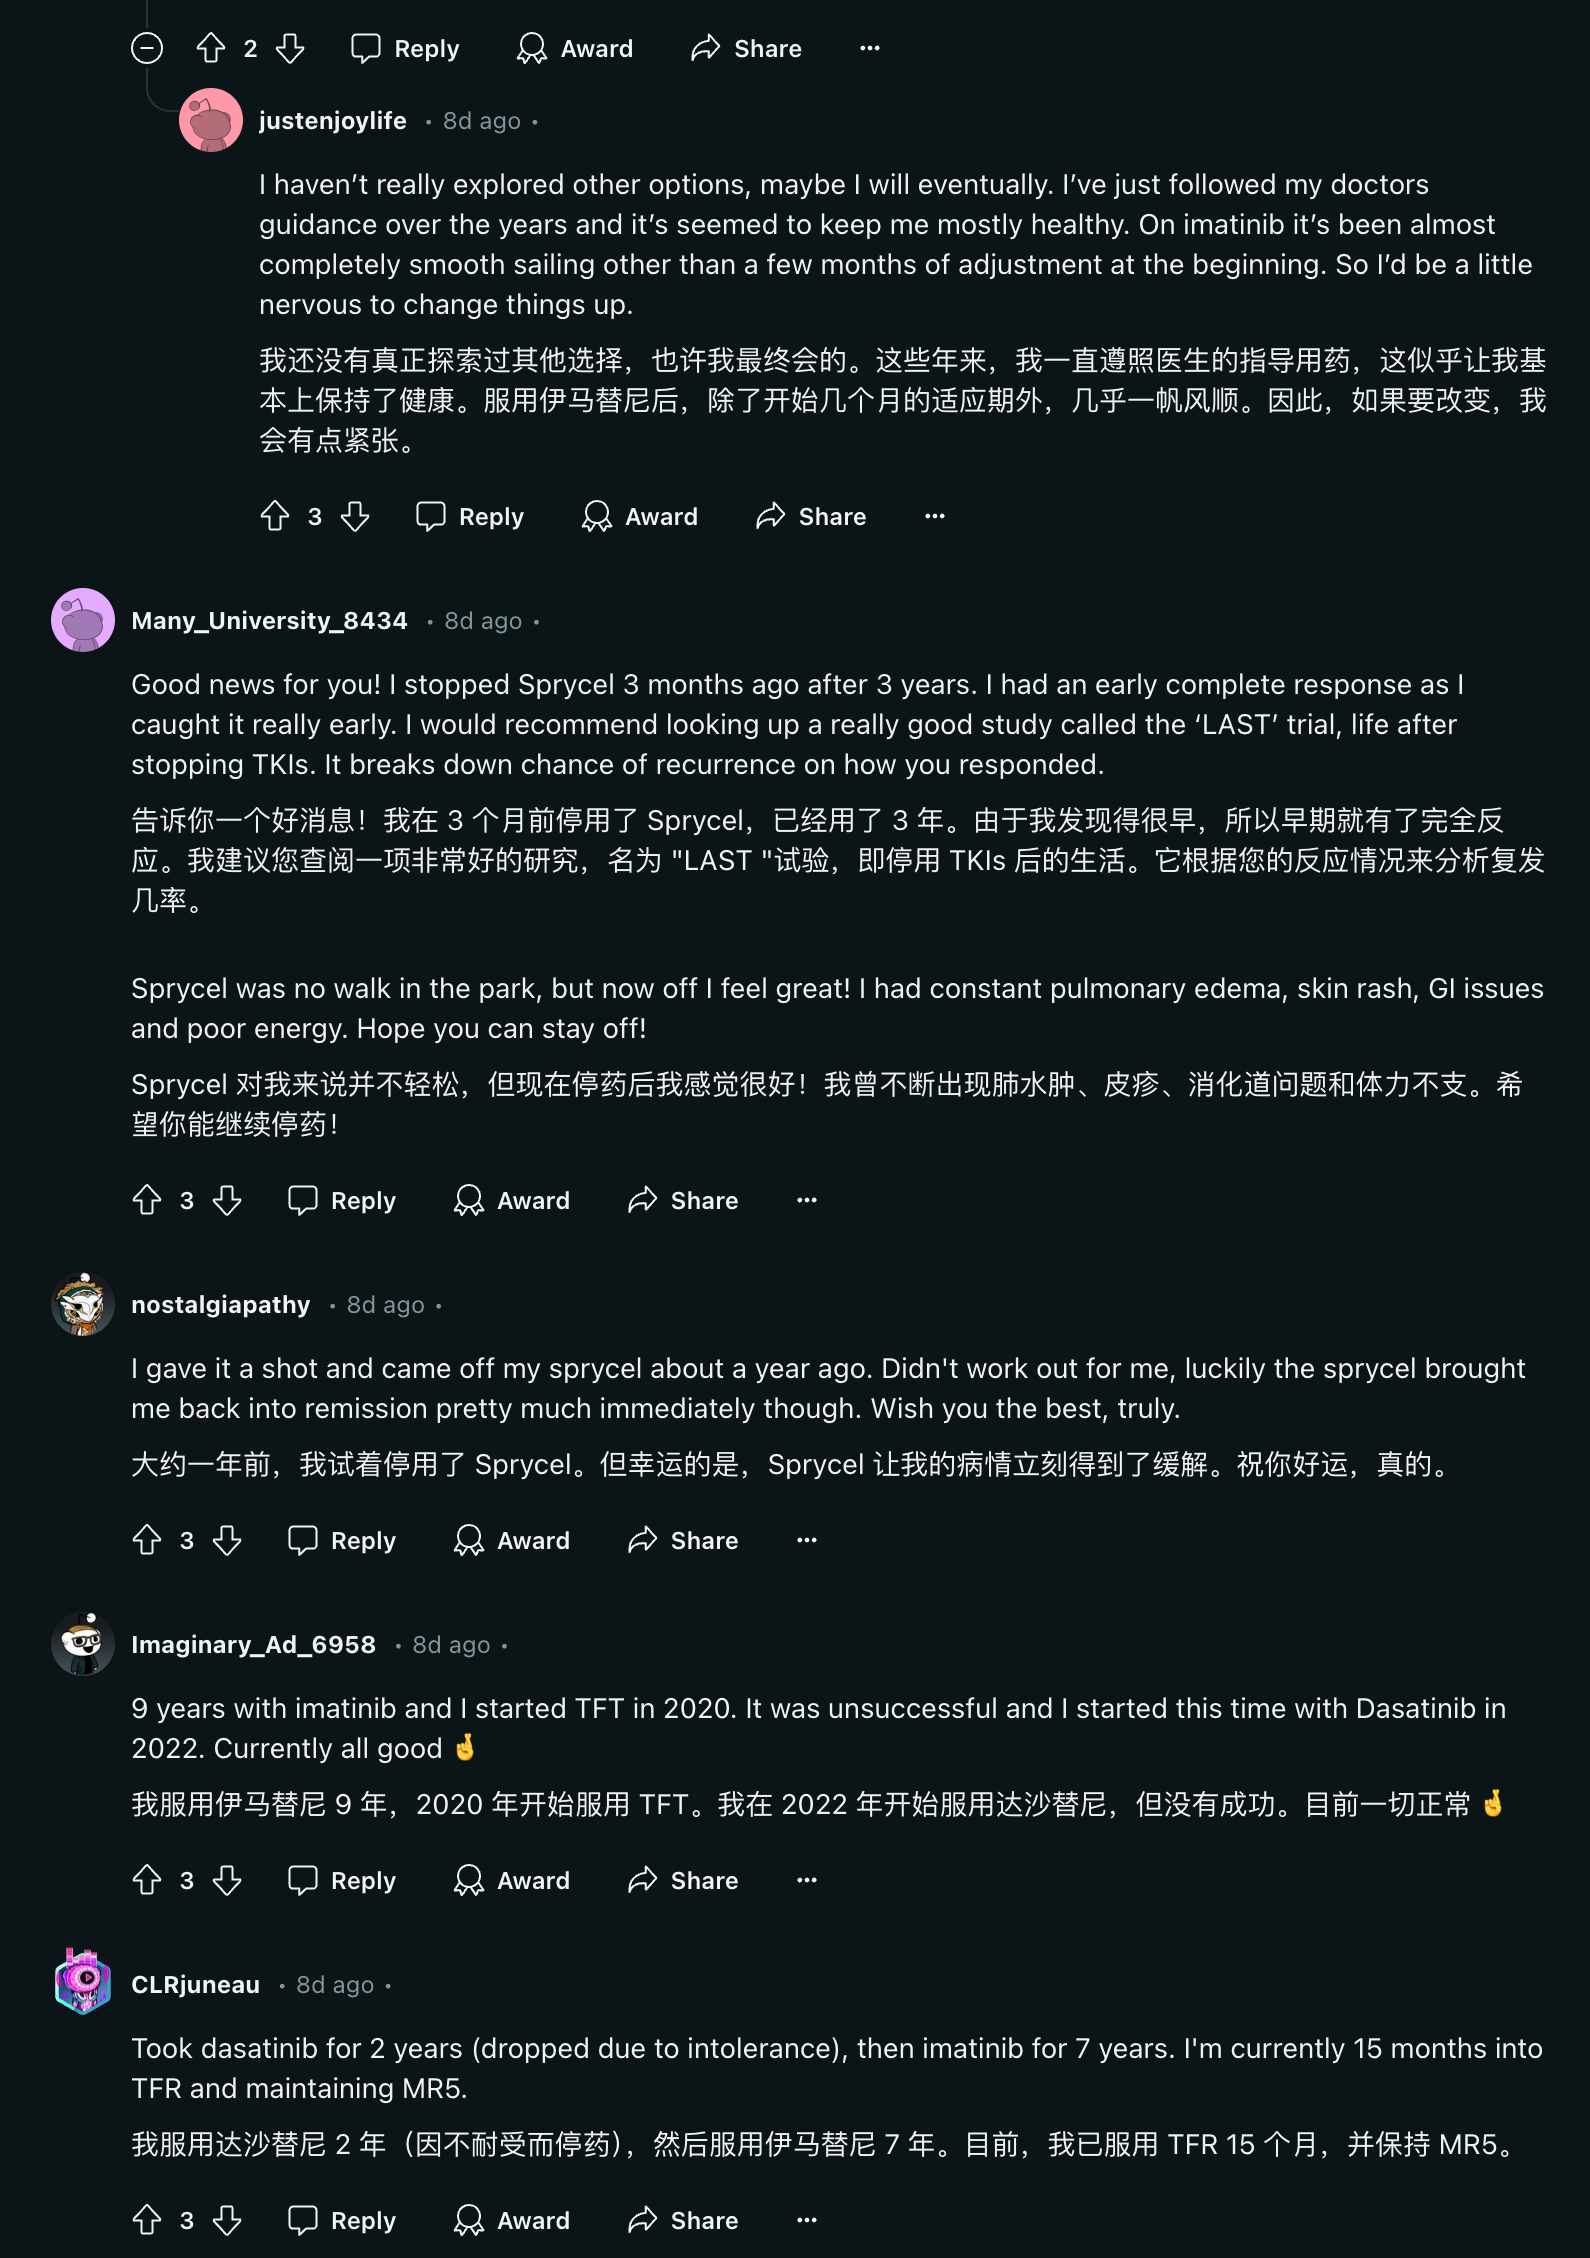 2 Reply Award Share ...
justenjoylife • 8d ago •
I haven’t really explored other options, maybe I will eventually. I’ve just followed my doctors
guidance over the years and it’s seemed to keep me mostly healthy. On imatinib it’s been almost
completely smooth sailing other than a few months of adjustment at the beginning. So I’d be a little
nervous to change things up.
我还没有真正探索过其他选择，也许我最终会的。这些年来，我一直遵照医生的指导用药，这似乎让我基
本上保持了健康。服用伊马替尼后，除了开始几个月的适应期外，几乎一帆风顺。因此，如果要改变，我
会有点紧张。
3 Reply Award Share ...
Many_University_8434 • 8d ago •
Good news for you! I stopped Sprycel 3 months ago after 3 years. I had an early complete response as I
caught it really early. I would recommend looking up a really good study called the ‘LAST’ trial, life after
stopping TKIs. It breaks down chance of recurrence on how you responded.
告诉你一个好消息！我在 3 个月前停用了 Sprycel，已经用了 3 年。由于我发现得很早，所以早期就有了完全反
应。我建议您查阅一项非常好的研究，名为 "LAST "试验，即停用 TKIs 后的生活。它根据您的反应情况来分析复发
几率。
Sprycel was no walk in the park, but now off I feel great! I had constant pulmonary edema, skin rash, GI issues
and poor energy. Hope you can stay off!
Sprycel 对我来说并不轻松，但现在停药后我感觉很好！我曾不断出现肺水肿、皮疹、消化道问题和体力不支。希
望你能继续停药！
3 Reply Award Share ...
nostalgiapathy • 8d ago •
I gave it a shot and came off my sprycel about a year ago. Didn't work out for me, luckily the sprycel brought
me back into remission pretty much immediately though. Wish you the best, truly.
大约一年前，我试着停用了 Sprycel。但幸运的是，Sprycel 让我的病情立刻得到了缓解。祝你好运，真的。
3 Reply Award Share ...
Imaginary_Ad_6958 • 8d ago •
9 years with imatinib and I started TFT in 2020. It was unsuccessful and I started this time with Dasatinib in
2022. Currently all good 🤞
我服用伊马替尼 9 年，2020 年开始服用 TFT。我在 2022 年开始服用达沙替尼，但没有成功。目前一切正常 🤞
3 Reply Award Share ...
CLRjuneau • 8d ago •
Took dasatinib for 2 years (dropped due to intolerance), then imatinib for 7 years. I'm currently 15 months into
TFR and maintaining MR5.
我服用达沙替尼 2 年（因不耐受而停药），然后服用伊马替尼 7 年。目前，我已服用 TFR 15 个月，并保持 MR5。
3 Reply Award Share ...